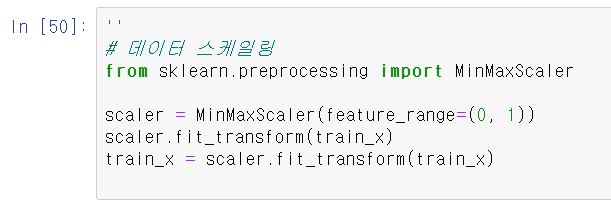 In [50]:
''
# 데이터 스케일링
from sklearn.preprocessing import MinMaxScaler
scaler = MinMaxScaler(feature_range=(0, 1))
scaler.fit_transform(train_x)
train_x = scaler.fit_transform(train_x)